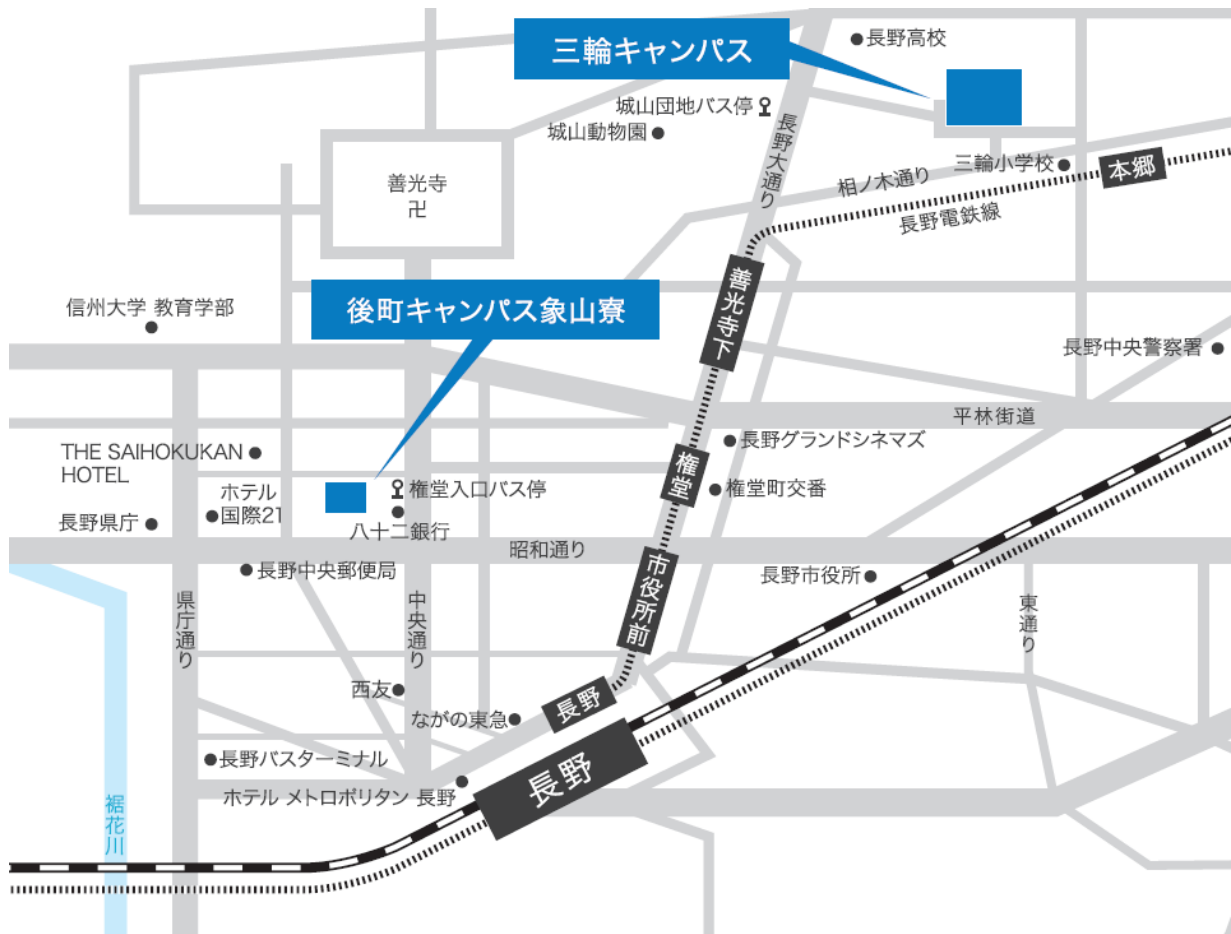 三輪キャンパス
長野高校
城山団地バス停
城山動物園
長野大通り
三輪小学校
本郷
相ノ木通り
長野電鉄線
善光寺
卍
善光寺下
後町キャンパス象山寮
信州大学 教育学部
長野中央警察署
平林街道
長野グランドシネマズ
THE SAIHOKUKAN
HOTEL
権堂
ホテル
国際21
権堂入口バス停
権堂町交番
長野県庁
八十二銀行
昭和通り
長野中央郵便局
市役所前
長野市役所
県庁通り
中央通り
東通り
西友
長野
ながの東急
長野バスターミナル
長野
ホテル メトロポリタン 長野
裾花川